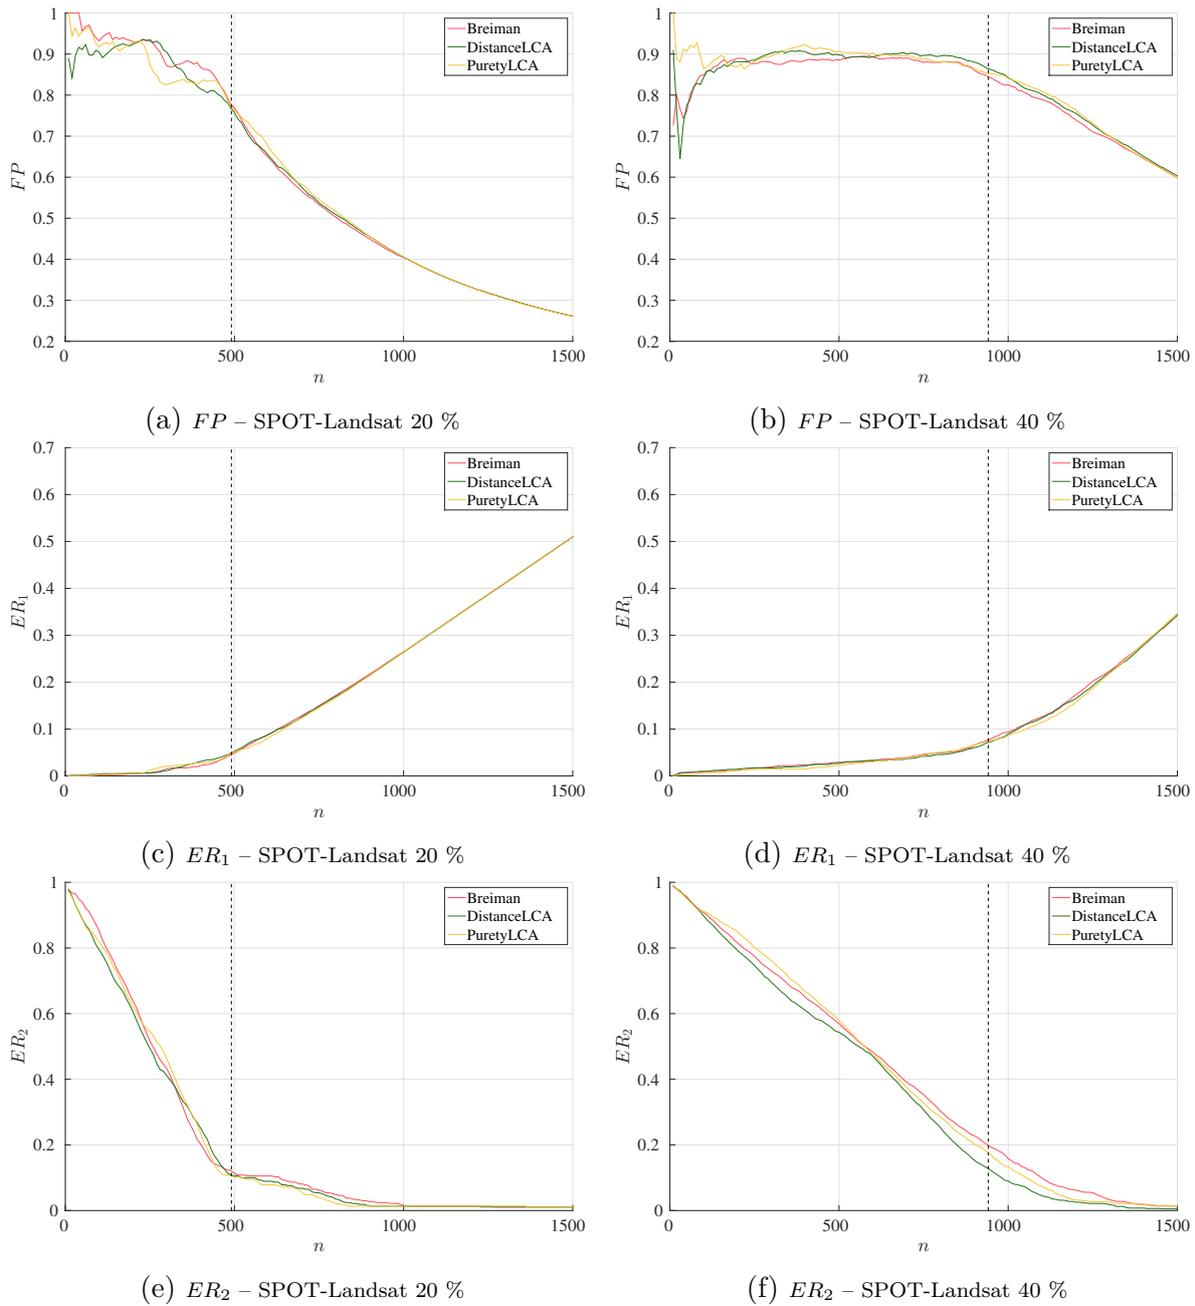 1
0.9
0.8
0.7
0.6
0.5
0.4
0.3
0.2
FP
0
500
1000
1500
n
Breiman
DistanceLCA
PuretyLCA
(a) FP – SPOT-Landsat 20 %
1
0.9
0.8
0.7
0.6
0.5
0.4
0.3
0.2
FP
0
500
1000
1500
n
Breiman
DistanceLCA
PuretyLCA
(b) FP – SPOT-Landsat 40 %
0.7
0.6
0.5
0.4
0.3
0.2
0.1
0
ER₁
0
500
1000
1500
n
Breiman
DistanceLCA
PuretyLCA
(c) ER₁ – SPOT-Landsat 20 %
0.7
0.6
0.5
0.4
0.3
0.2
0.1
0
ER₁
0
500
1000
1500
n
Breiman
DistanceLCA
PuretyLCA
(d) ER₁ – SPOT-Landsat 40 %
1
0.8
0.6
0.4
0.2
0
ER₂
0
500
1000
1500
n
Breiman
DistanceLCA
PuretyLCA
(e) ER₂ – SPOT-Landsat 20 %
1
0.8
0.6
0.4
0.2
0
ER₂
0
500
1000
1500
n
Breiman
DistanceLCA
PuretyLCA
(f) ER₂ – SPOT-Landsat 40 %